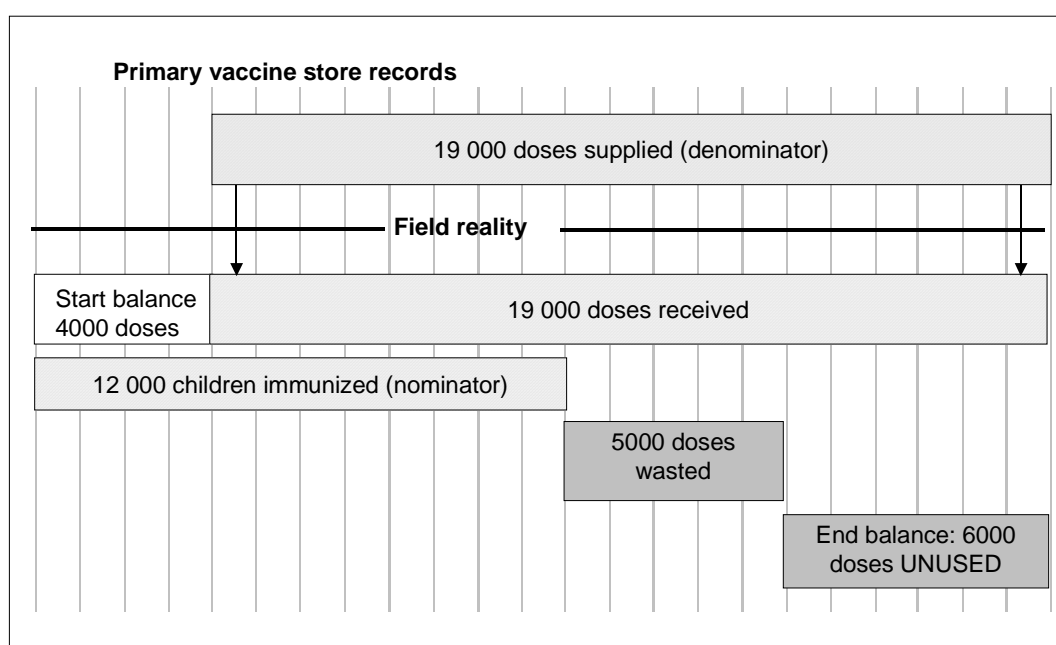 Primary vaccine store records
19 000 doses supplied (denominator)
Field reality
Start balance
4000 doses
19 000 doses received
12 000 children immunized (nominator)
5000 doses
wasted
End balance: 6000
doses UNUSED